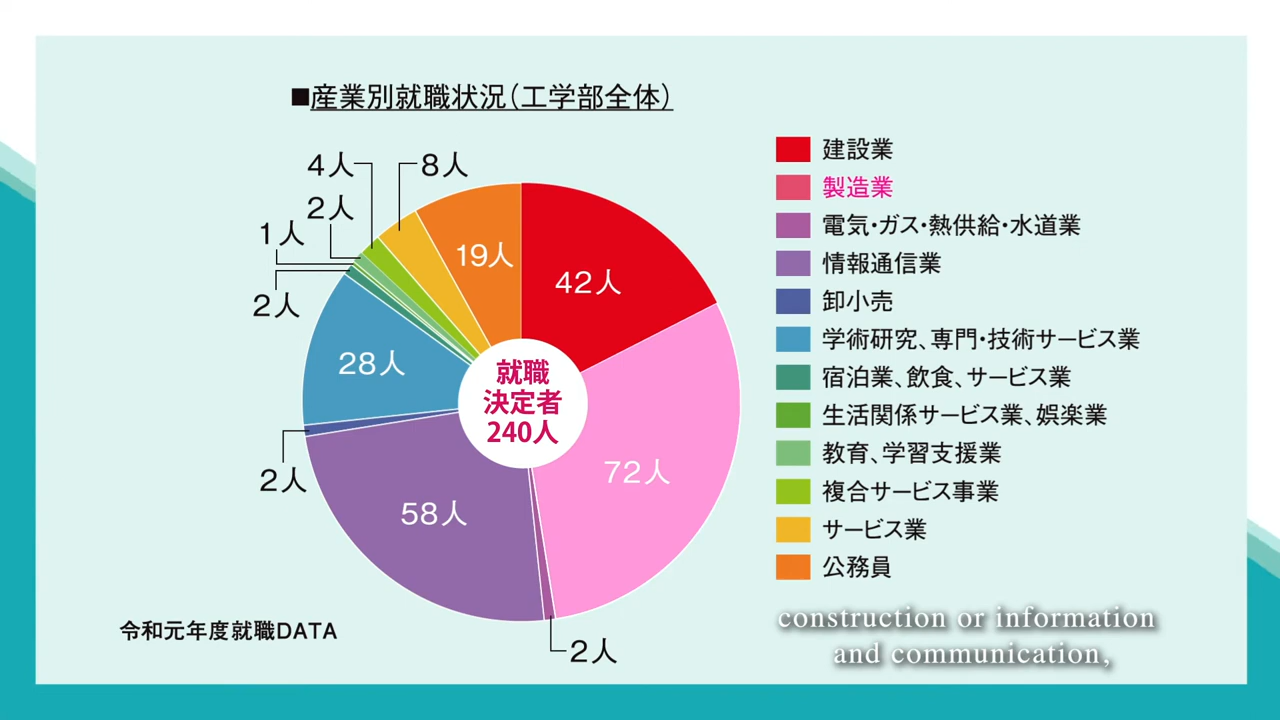 ■産業別就職状況（工学部全体）
4人
8人
2人
1人
2人
19人
42人
28人
就職
決定者
240人
2人
58人
72人
2人
建設業
製造業
電気・ガス・熱供給・水道業
情報通信業
卸小売
学術研究、専門・技術サービス業
宿泊業、飲食、サービス業
生活関係サービス業、娯楽業
教育、学習支援業
複合サービス事業
サービス業
公務員
令和元年度就職DATA
construction or information
and communication,